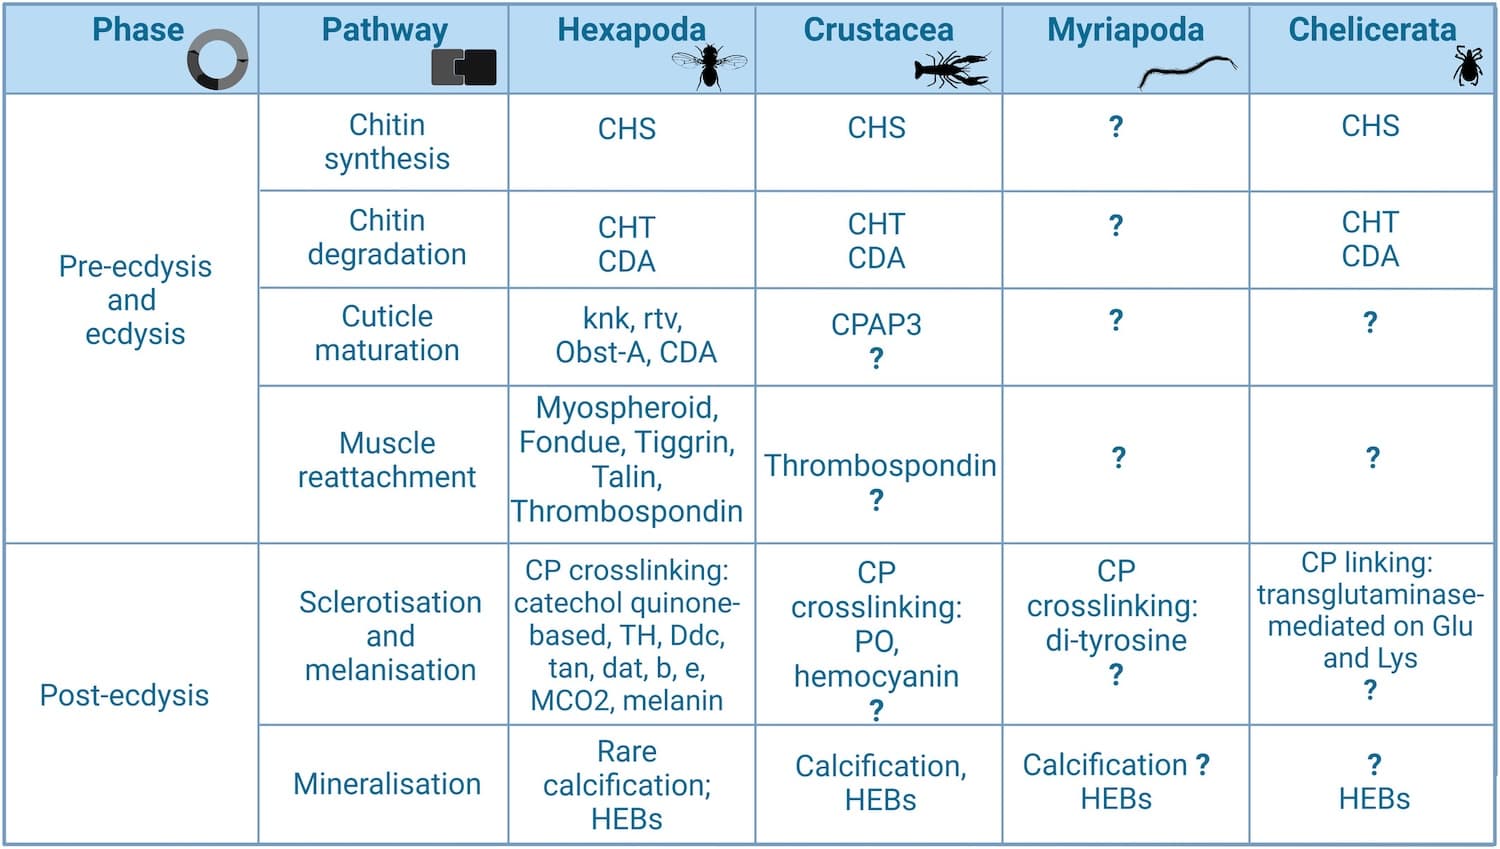 Phase
Pathway
Hexapoda
Crustacea
Myriapoda
Chelicerata
Pre-ecdysis
and
ecdysis
Chitin
synthesis
CHS
CHS
?
CHS
Chitin
degradation
CHT
CDA
CHT
CDA
?
CHT
CDA
Cuticle
maturation
knk, rtv,
Obst-A, CDA
CPAP3
?
?
?
Muscle
reattachment
Myospheroid,
Fondue, Tiggrin,
Talin,
Thrombospondin
Thrombospondin
?
?
?
Post-ecdysis
Sclerotisation
and
melanisation
CP crosslinking:
catechol quinone-
based, TH, Ddc,
tan, dat, b, e,
MCO2, melanin
CP
crosslinking:
PO,
hemocyanin
?
CP
crosslinking:
di-tyrosine
?
CP linking:
transglutaminase-
mediated on Glu
and Lys
?
Mineralisation
Rare
calcification;
HEBs
Calcification,
HEBs
Calcification ?
HEBs
?
HEBs